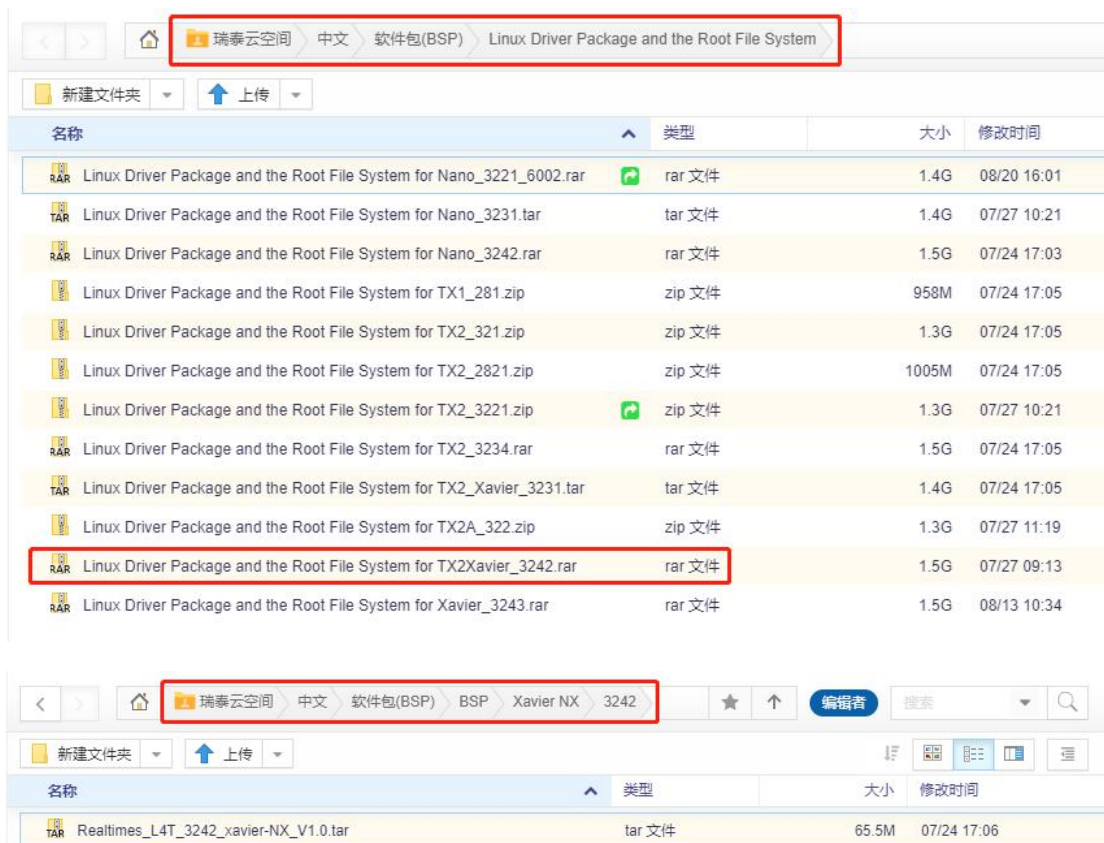 瑞泰云空间 中文 软件包(BSP) Linux Driver Package and the Root File System
新建文件夹 上传
名称 类型 大小 修改时间
RAR Linux Driver Package and the Root File System for Nano_3221_6002.rar rar 文件 1.4G 08/20 16:01
TAR Linux Driver Package and the Root File System for Nano_3231.tar tar 文件 1.4G 07/27 10:21
RAR Linux Driver Package and the Root File System for Nano_3242.rar rar 文件 1.5G 07/24 17:03
Linux Driver Package and the Root File System for TX1_281.zip zip 文件 958M 07/24 17:05
Linux Driver Package and the Root File System for TX2_321.zip zip 文件 1.3G 07/24 17:05
Linux Driver Package and the Root File System for TX2_2821.zip zip 文件 1005M 07/24 17:05
Linux Driver Package and the Root File System for TX2_3221.zip zip 文件 1.3G 07/27 10:21
RAR Linux Driver Package and the Root File System for TX2_3234.rar rar 文件 1.5G 07/24 17:05
TAR Linux Driver Package and the Root File System for TX2_Xavier_3231.tar tar 文件 1.4G 07/24 17:05
Linux Driver Package and the Root File System for TX2A_322.zip zip 文件 1.3G 07/27 11:19
RAR Linux Driver Package and the Root File System for TX2Xavier_3242.rar rar 文件 1.5G 07/27 09:13
RAR Linux Driver Package and the Root File System for Xavier_3243.rar rar 文件 1.5G 08/13 10:34
瑞泰云空间 中文 软件包(BSP) BSP Xavier NX 3242 编辑者 搜索
新建文件夹 上传
名称 类型 大小 修改时间
TAR Realtimes_L4T_3242_xavier-NX_V1.0.tar tar 文件 65.5M 07/24 17:06